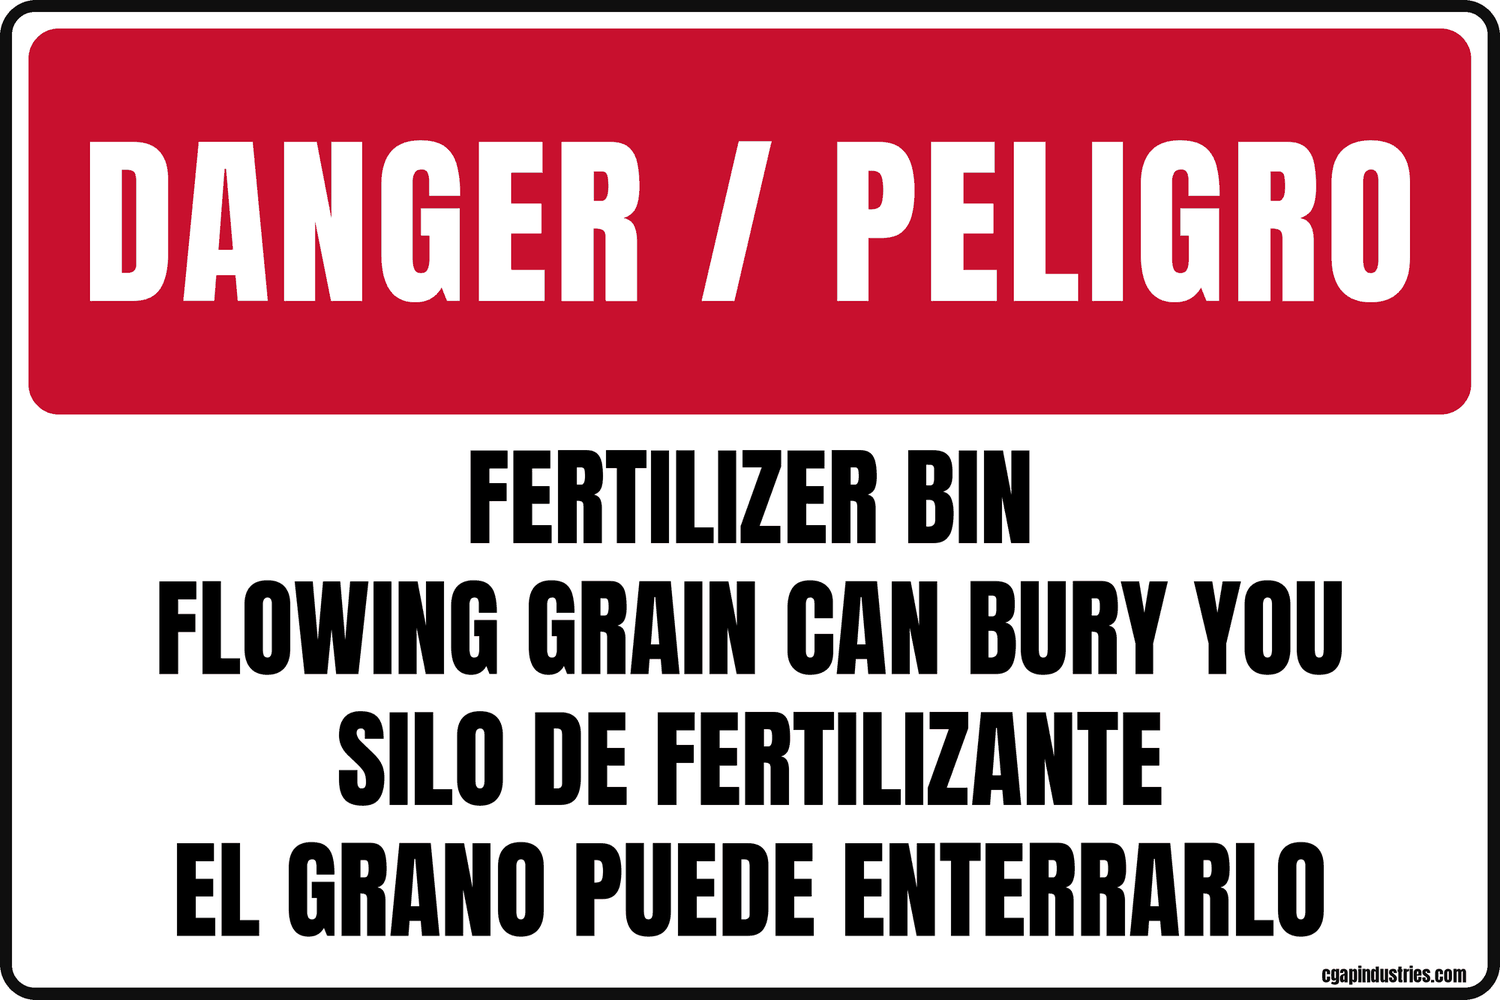 DANGER / PELIGRO
FERTILIZER BIN
FLOWING GRAIN CAN BURY YOU
SILO DE FERTILIZANTE
EL GRANO PUEDE ENTERRARLO
cgapindustries.com